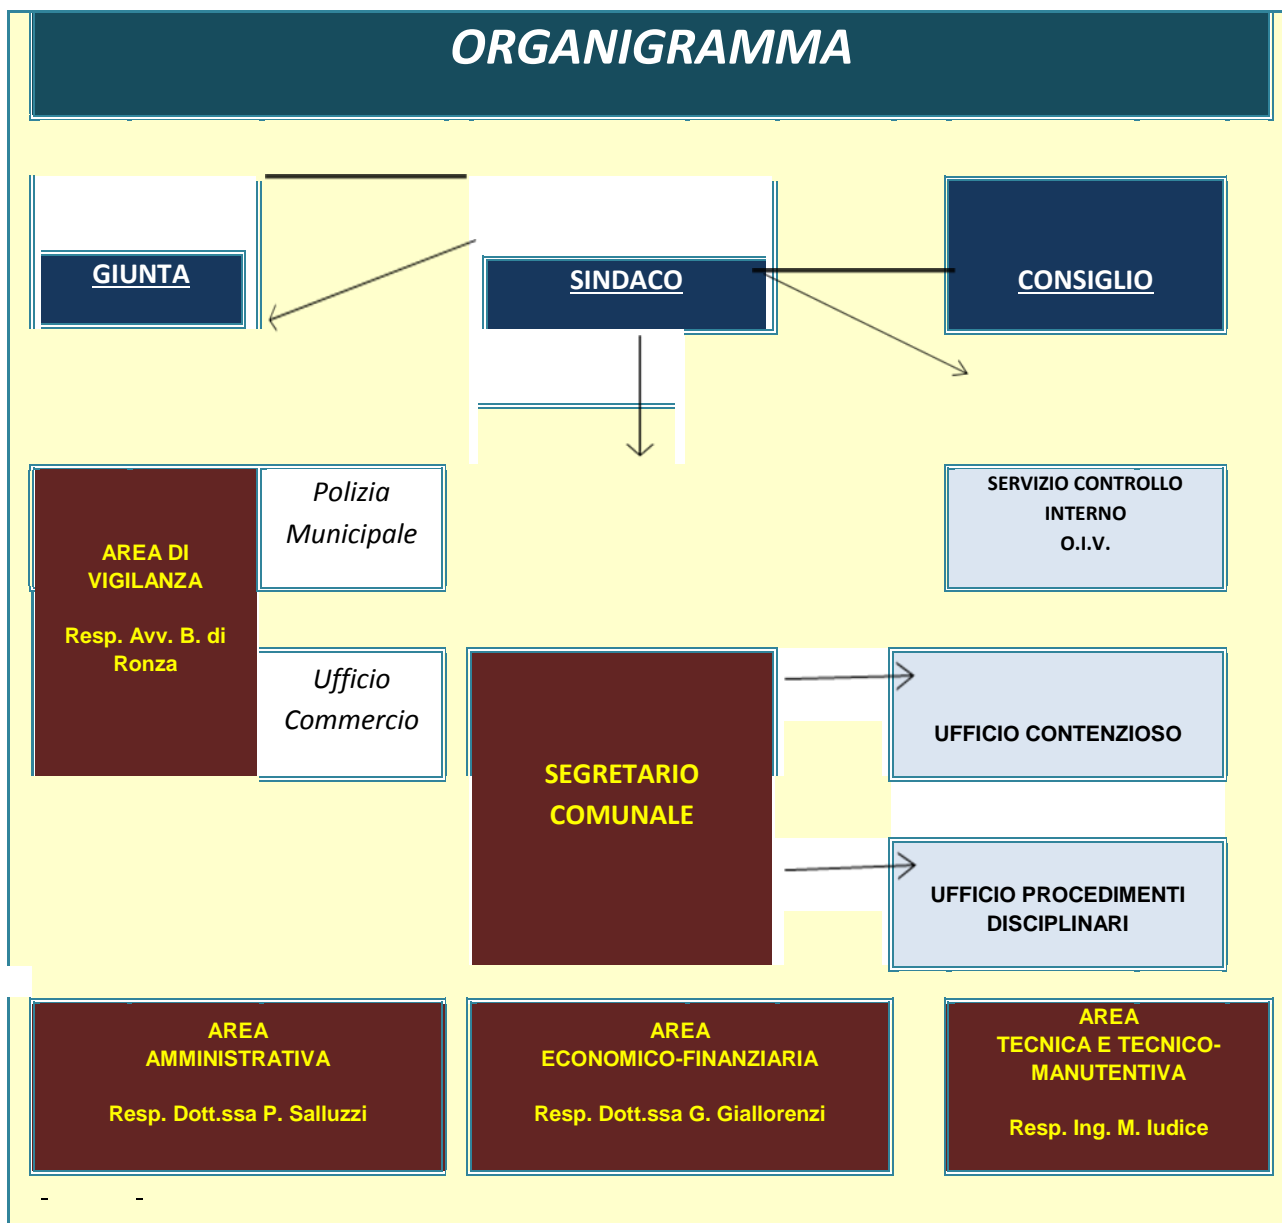 ORGANIGRAMMA
GIUNTA
SINDACO
CONSIGLIO
AREA DI
VIGILANZA
Resp. Avv. B. di
Ronza
Polizia
Municipale
Ufficio
Commercio
SERVIZIO CONTROLLO
INTERNO
O.I.V.
SEGRETARIO
COMUNALE
UFFICIO CONTENZIOSO
UFFICIO PROCEDIMENTI
DISCIPLINARI
AREA
AMMINISTRATIVA
Resp. Dott.ssa P. Salluzzi
AREA
ECONOMICO-FINANZIARIA
Resp. Dott.ssa G. Giallorenzi
AREA
TECNICA E TECNICO-
MANUTENTIVA
Resp. Ing. M. Iudice